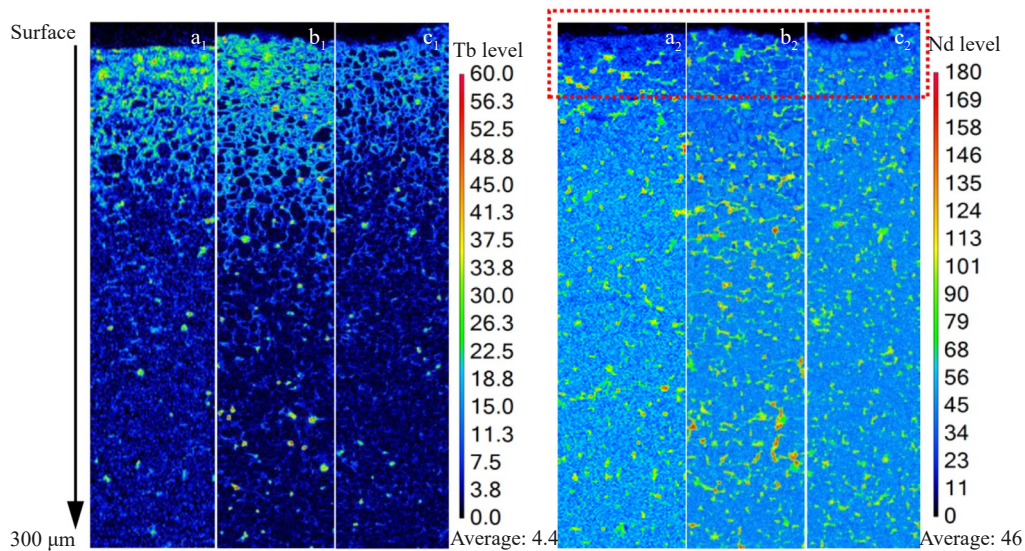 Surface
300 μm
a1
b1
c1
Tb level
60.0
56.3
52.5
48.8
45.0
41.3
37.5
33.8
30.0
26.3
22.5
18.8
15.0
11.3
7.5
3.8
0.0
Average: 4.4
a2
b2
c2
Nd level
180
169
158
146
135
124
113
101
90
79
68
56
45
34
23
11
0
Average: 46